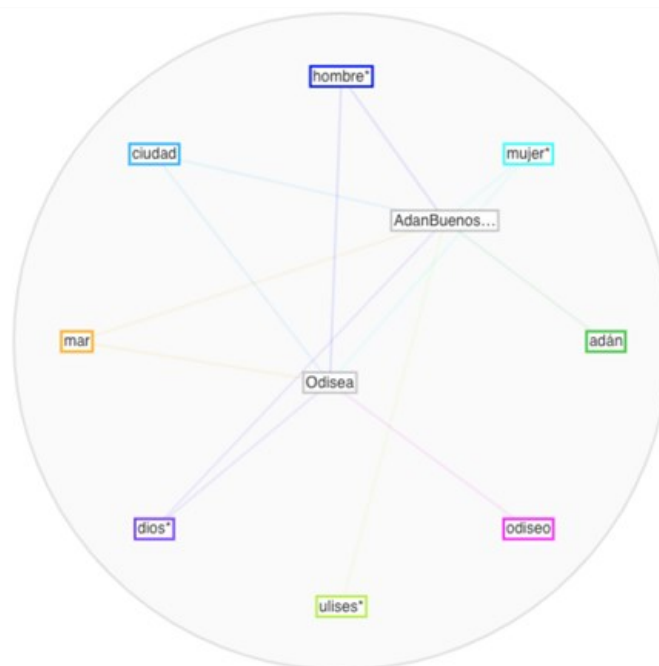 hombre*
ciudad
mujer*
AdanBuenos...
mar
adán
Odisea
dios*
odiseo
ulises*